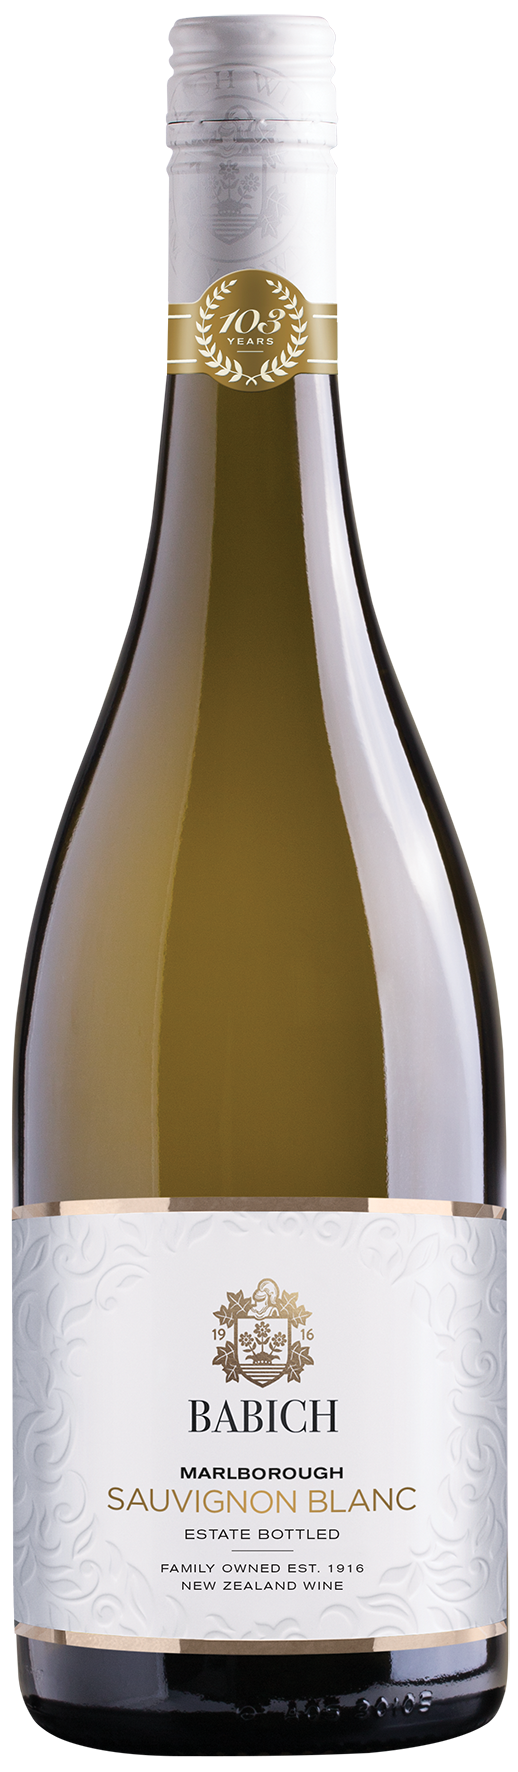 103
YEARS
19 16
BABICH
MARLBOROUGH
SAUVIGNON BLANC
ESTATE BOTTLED
FAMILY OWNED EST. 1916
NEW ZEALAND WINE